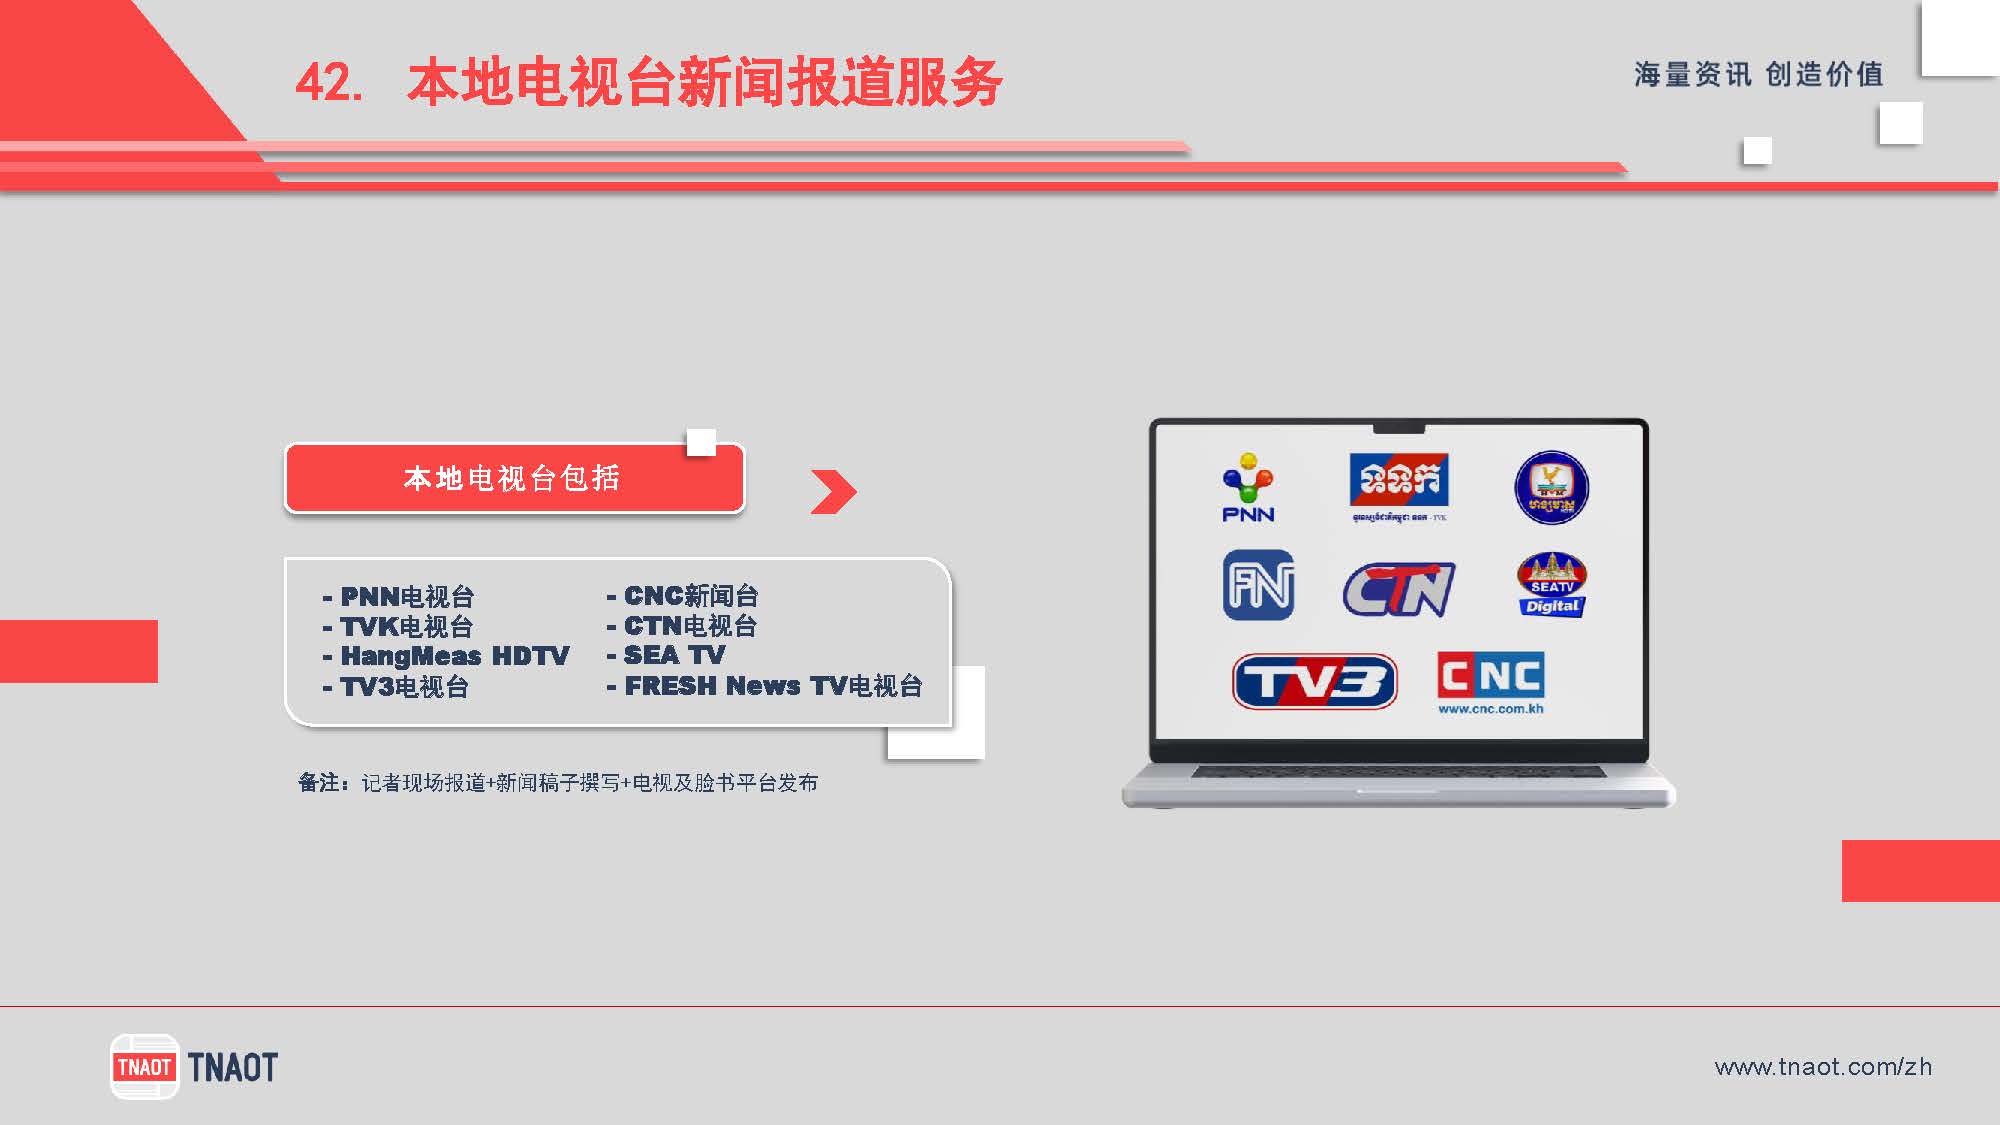 42. 本地电视台新闻报道服务
海量资讯 创造价值
本地电视台包括
- PNN电视台
- TVK电视台
- HangMeas HDTV
- TV3电视台
- CNC新闻台
- CTN电视台
- SEA TV
- FRESH News TV电视台
备注：记者现场报道+新闻稿子撰写+电视及脸书平台发布
PNN
ទទក
FN
CTN
SEATV
Digital
TV3
CNC
www.cnc.com.kh
TNAOT TNAOT
www.tnaot.com/zh